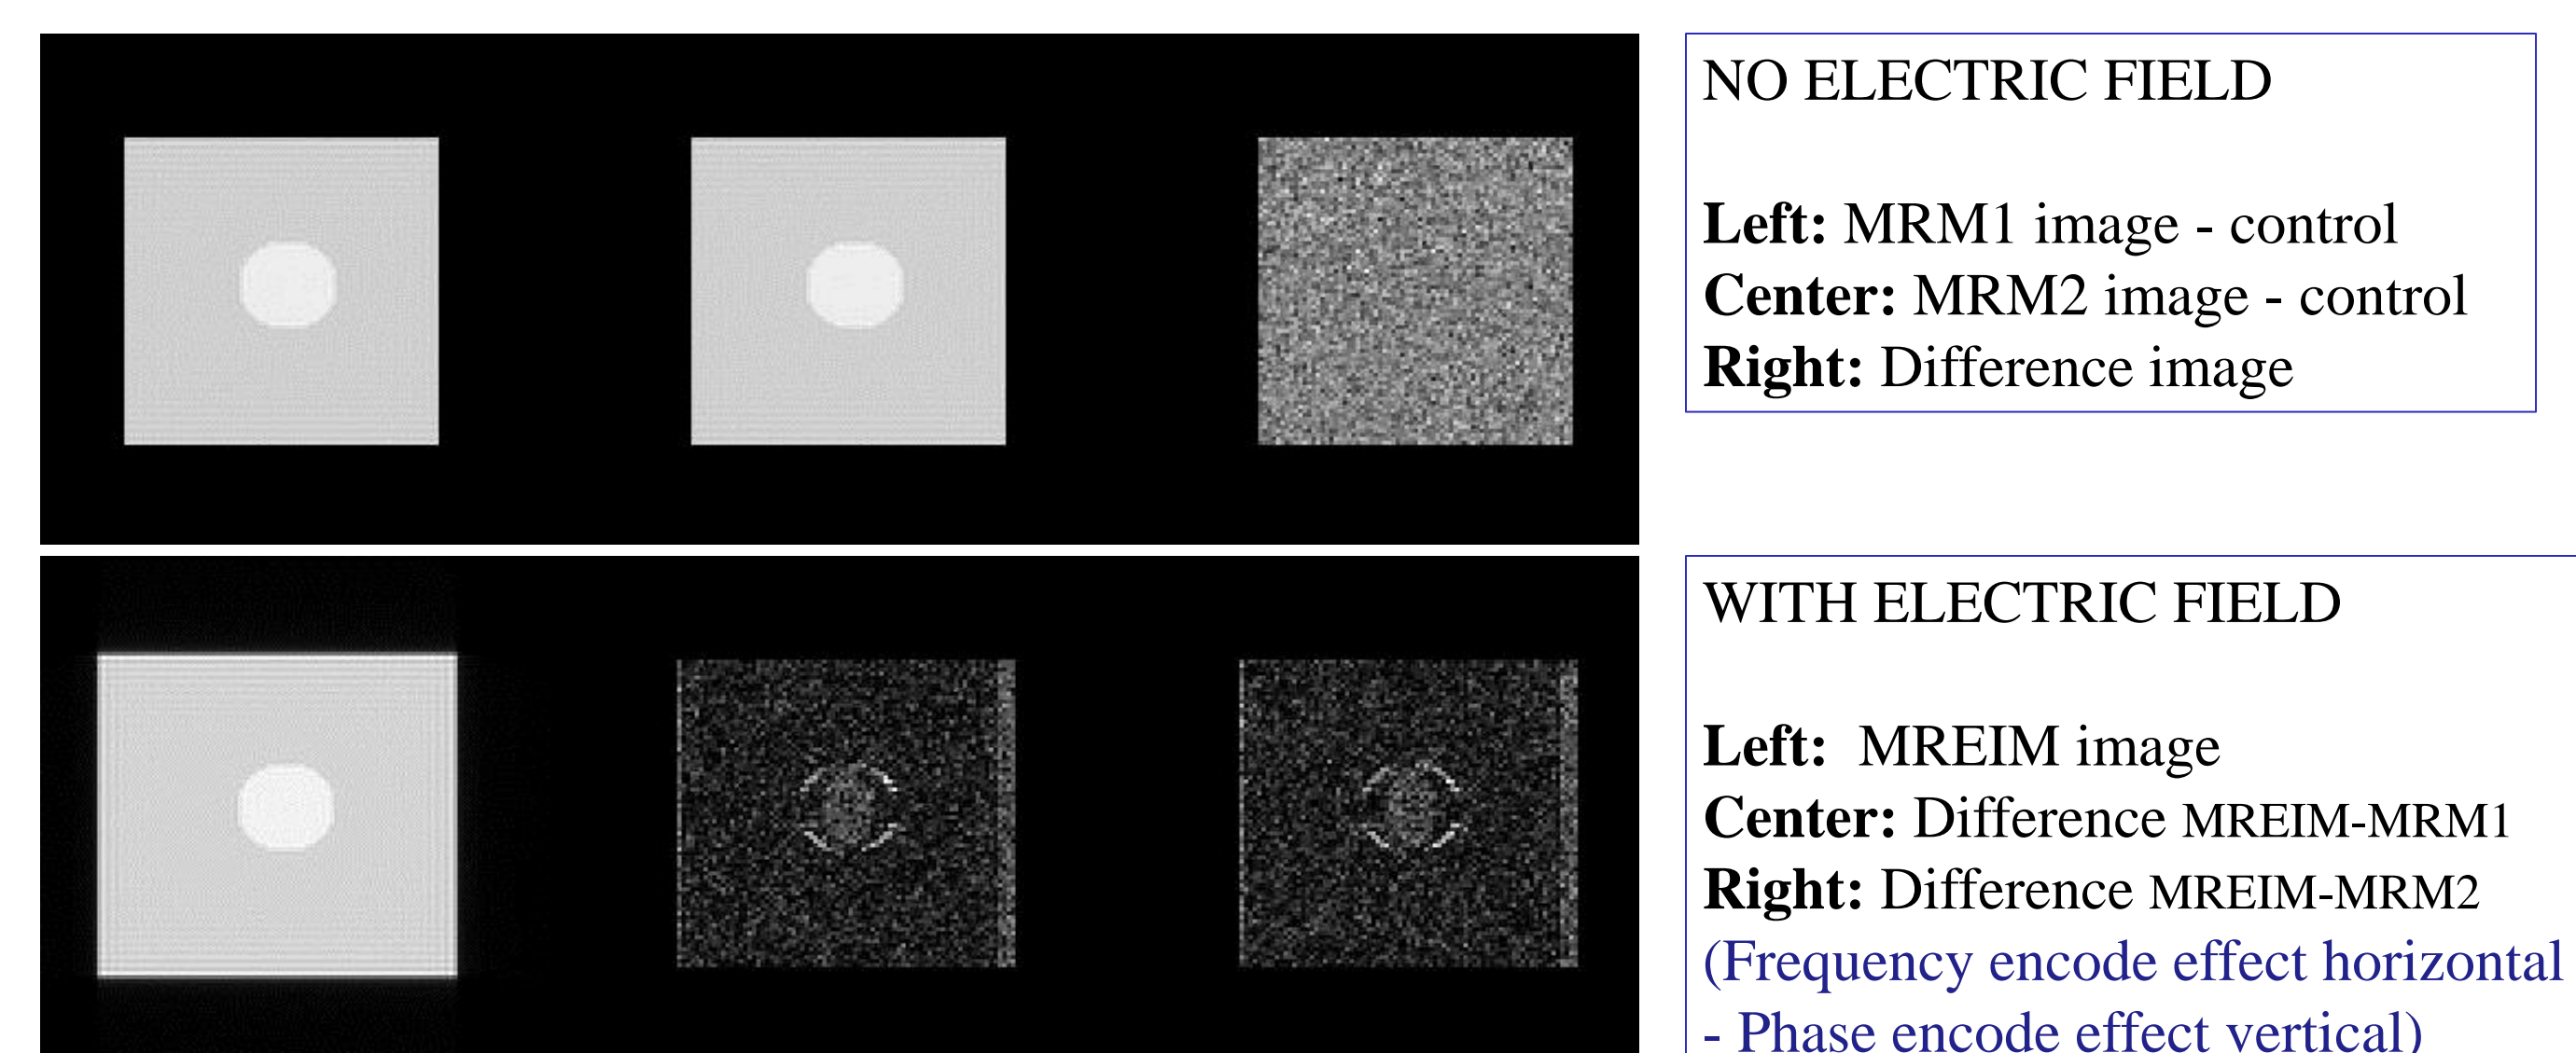 NO ELECTRIC FIELD
Left: MRM1 image - control
Center: MRM2 image - control
Right: Difference image
WITH ELECTRIC FIELD
Left: MREIM image
Center: Difference MREIM-MRM1
Right: Difference MREIM-MRM2
(Frequency encode effect horizontal
- Phase encode effect vertical)